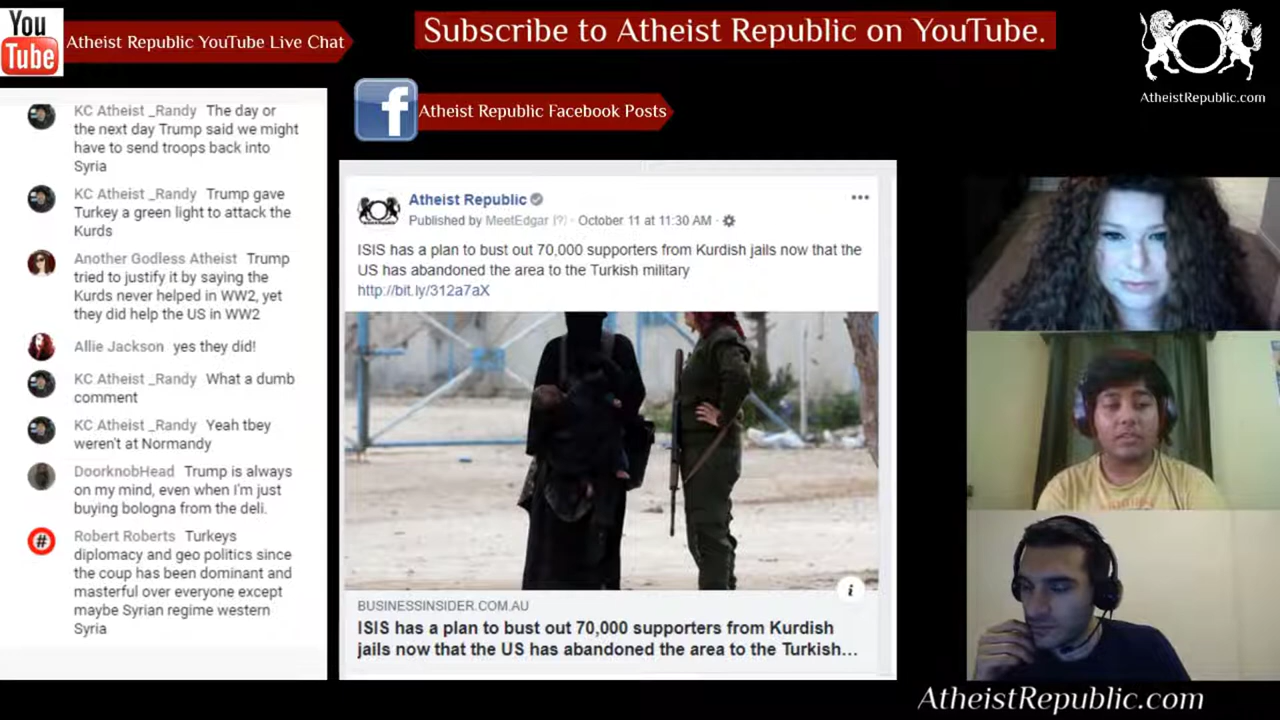 You
Tube
Atheist Republic YouTube Live Chat
Subscribe to Atheist Republic on YouTube.
AtheistRepublic.com
f
Atheist Republic Facebook Posts
KC Atheist _Randy The day or
the next day Trump said we might
have to send troops back into
Syria
KC Atheist _Randy Trump gave
Turkey a green light to attack the
Kurds
Another Godless Atheist Trump
tried to justify it by saying the
Kurds never helped in WW2, yet
they did help the US in WW2
Allie Jackson yes they did!
KC Atheist _Randy What a dumb
comment
KC Atheist _Randy Yeah tbey
weren't at Normandy
DoorknobHead Trump is always
on my mind, even when I'm just
buying bologna from the deli.
#
Robert Roberts Turkeys
diplomacy and geo politics since
the coup has been dominant and
masterful over everyone except
maybe Syrian regime western
Syria
Atheist Republic
Published by MeetEdgar [?] · October 11 at 11:30 AM ·
ISIS has a plan to bust out 70,000 supporters from Kurdish jails now that the
US has abandoned the area to the Turkish military
http://bit.ly/312a7aX
i
BUSINESSINSIDER.COM.AU
ISIS has a plan to bust out 70,000 supporters from Kurdish
jails now that the US has abandoned the area to the Turkish...
AtheistRepublic.com